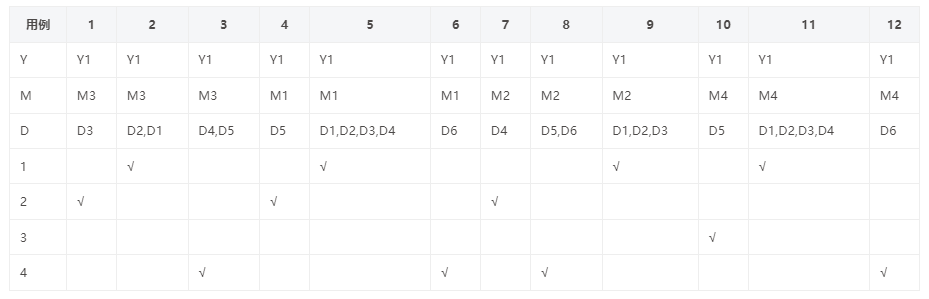 用例 1 2 3 4 5 6 7 8 9 10 11 12
Y Y1 Y1 Y1 Y1 Y1 Y1 Y1 Y1 Y1 Y1 Y1 Y1
M M3 M3 M3 M1 M1 M1 M2 M2 M2 M4 M4 M4
D D3 D2,D1 D4,D5 D5 D1,D2,D3,D4 D6 D4 D5,D6 D1,D2,D3 D5 D1,D2,D3,D4 D6
1 √ √ √ √
2 √ √ √
3 √
4 √ √ √ √